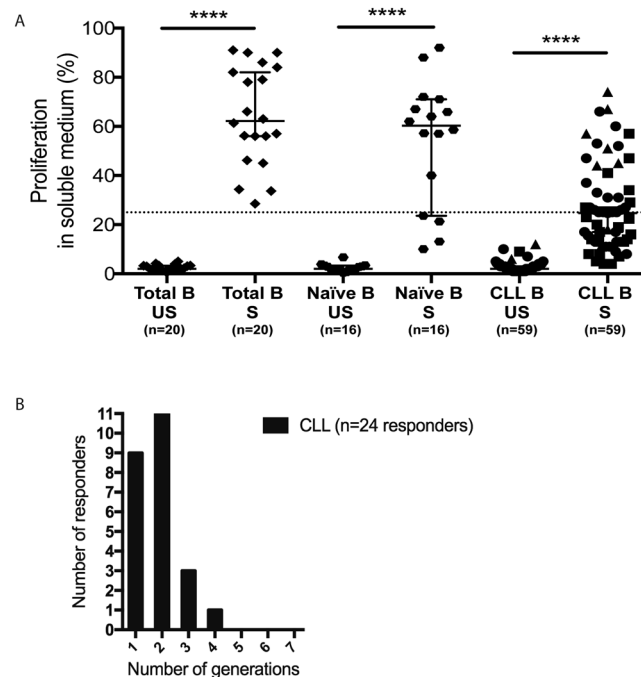 A
Proliferation
in soluble medium (%)
100
80
60
40
20
0
****
****
****
Total B
US
(n=20)
Total B
S
(n=20)
Naïve B
US
(n=16)
Naïve B
S
(n=16)
CLL B
US
(n=59)
CLL B
S
(n=59)
B
Number of responders
11
10
9
8
7
6
5
4
3
2
1
0
CLL (n=24 responders)
1
2
3
4
5
6
7
Number of generations